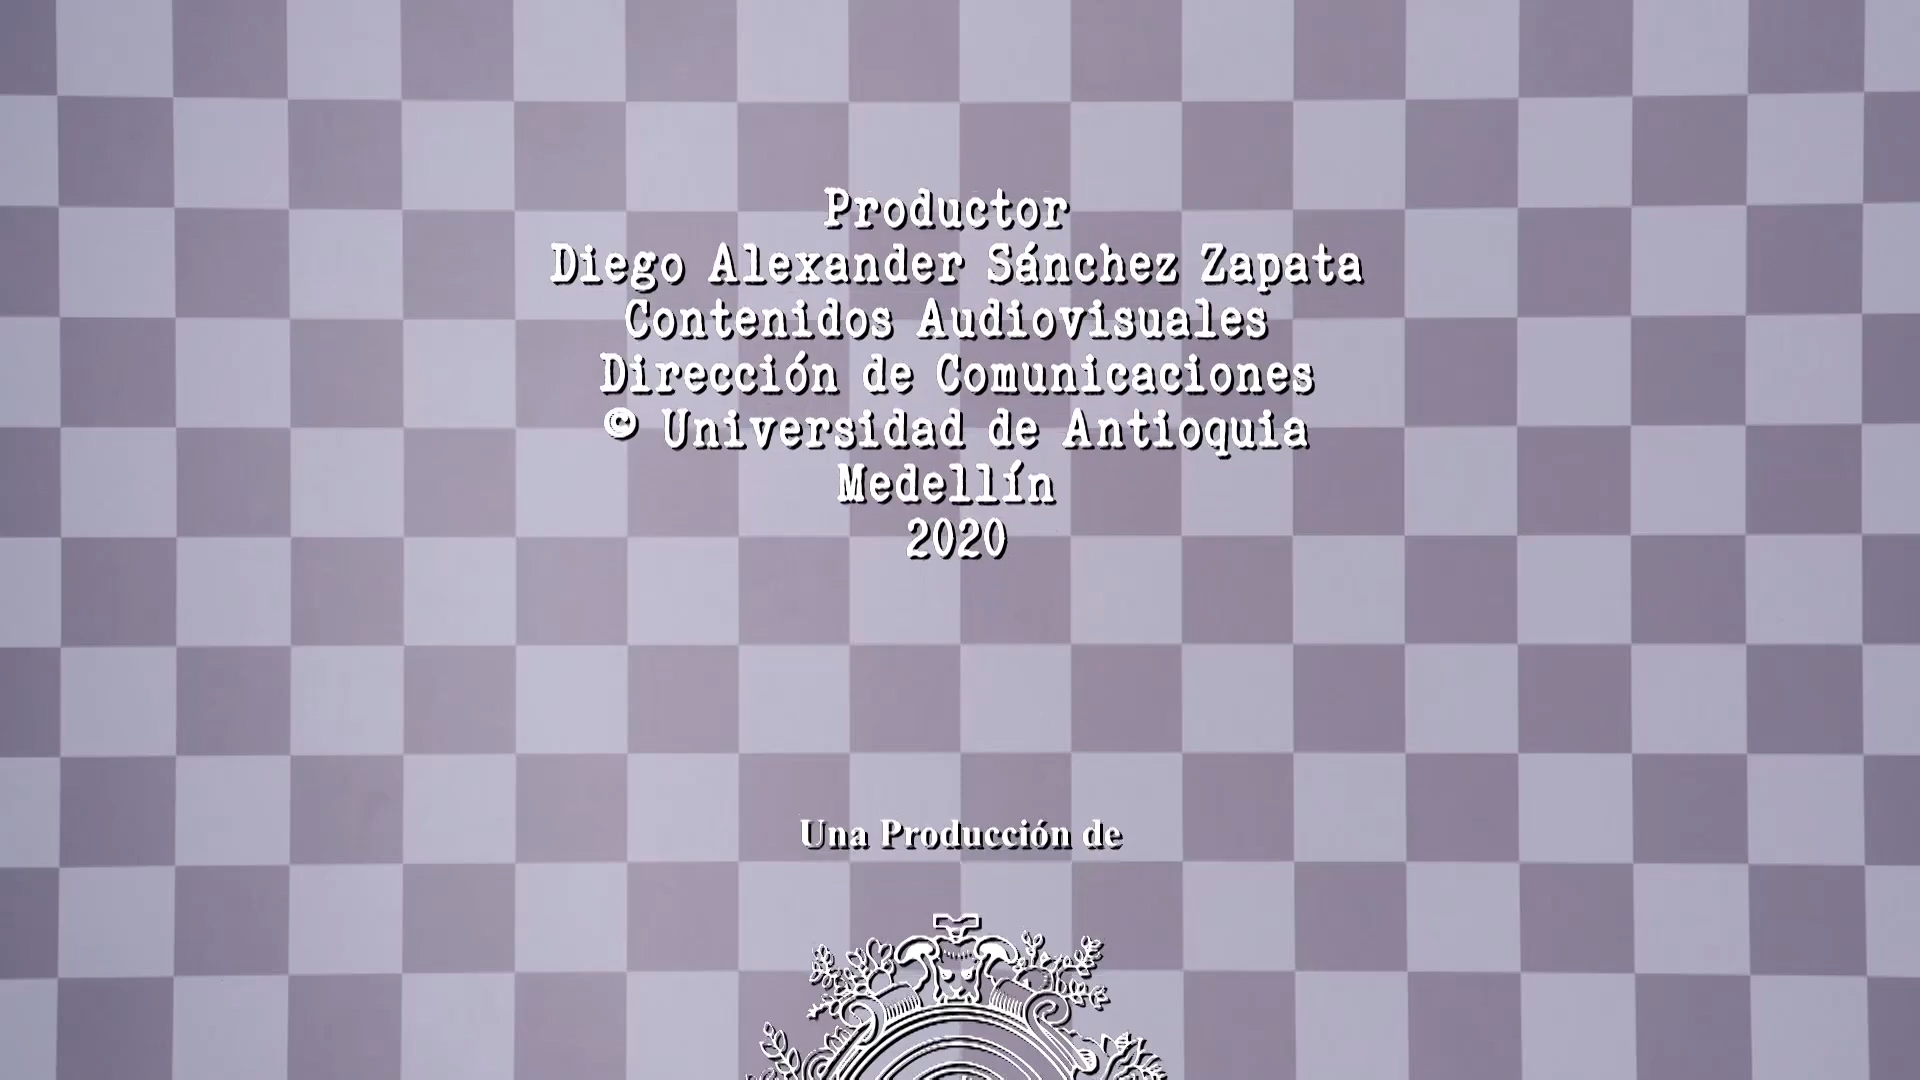 Productor
Diego Alexander Sánchez Zapata
Contenidos Audiovisuales
Dirección de Comunicaciones
© Universidad de Antioquia
Medellín
2020
Una Producción de